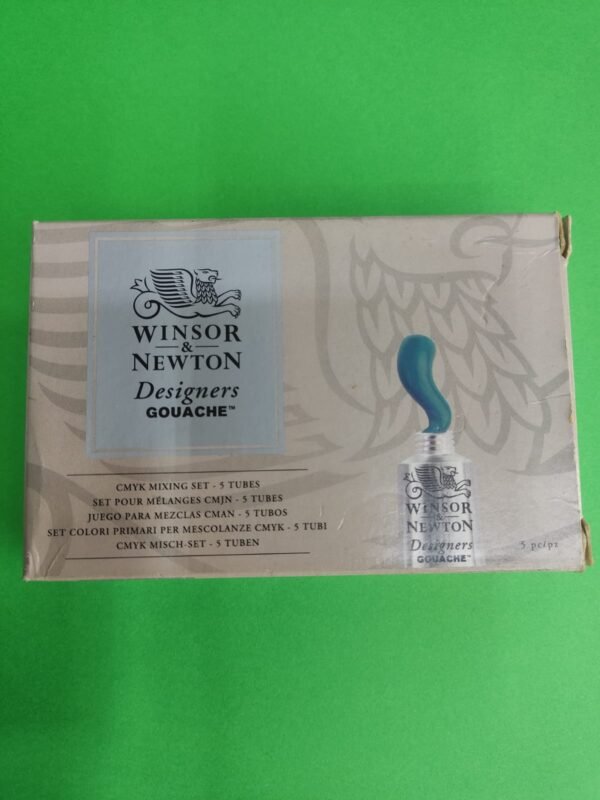 WINSOR
&
NEWTON
Designers
GOUACHE™
CMYK MIXING SET - 5 TUBES
SET POUR MÉLANGES CMJN - 5 TUBES
JUEGO PARA MEZCLAS CMAN - 5 TUBOS
SET COLORI PRIMARI PER MESCOLANZE CMYK - 5 TUBI
CMYK MISCH-SET - 5 TUBEN
WINSOR
&
NEWTON
Designers
GOUACHE™
5 pc/pz